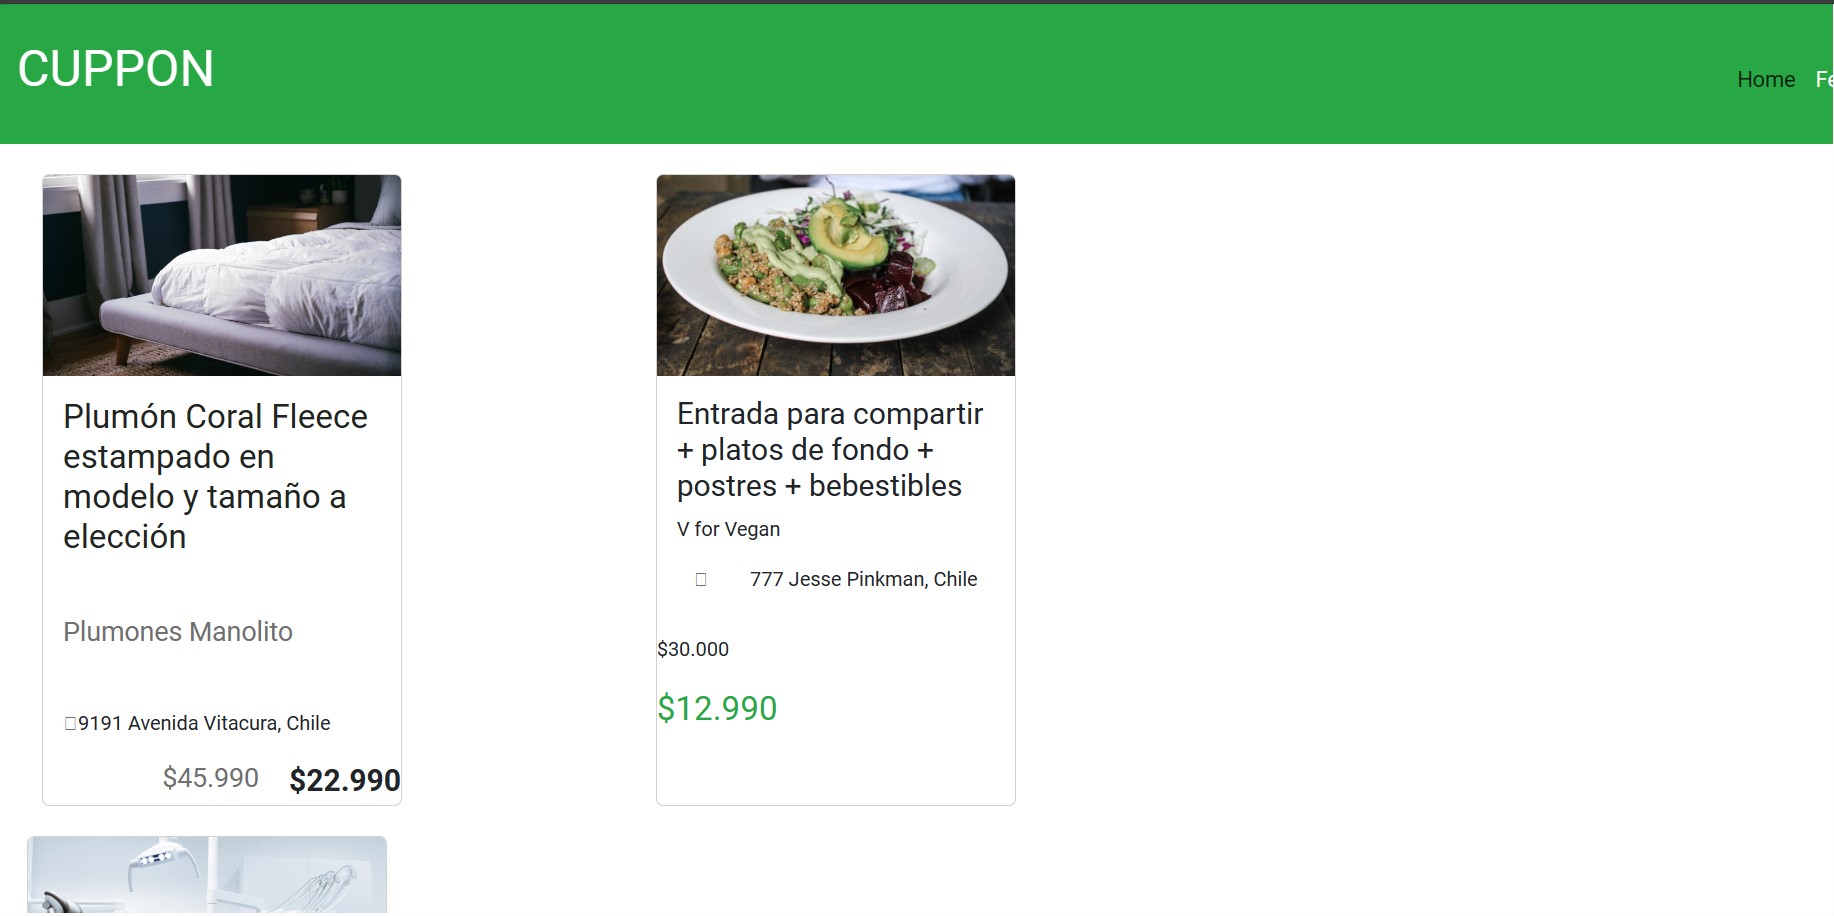 CUPPON
Home Fe
Plumón Coral Fleece
estampado en
modelo y tamaño a
elección
Plumones Manolito
9191 Avenida Vitacura, Chile
$45.990 $22.990
Entrada para compartir
+ platos de fondo +
postres + bebestibles
V for Vegan
777 Jesse Pinkman, Chile
$30.000
$12.990